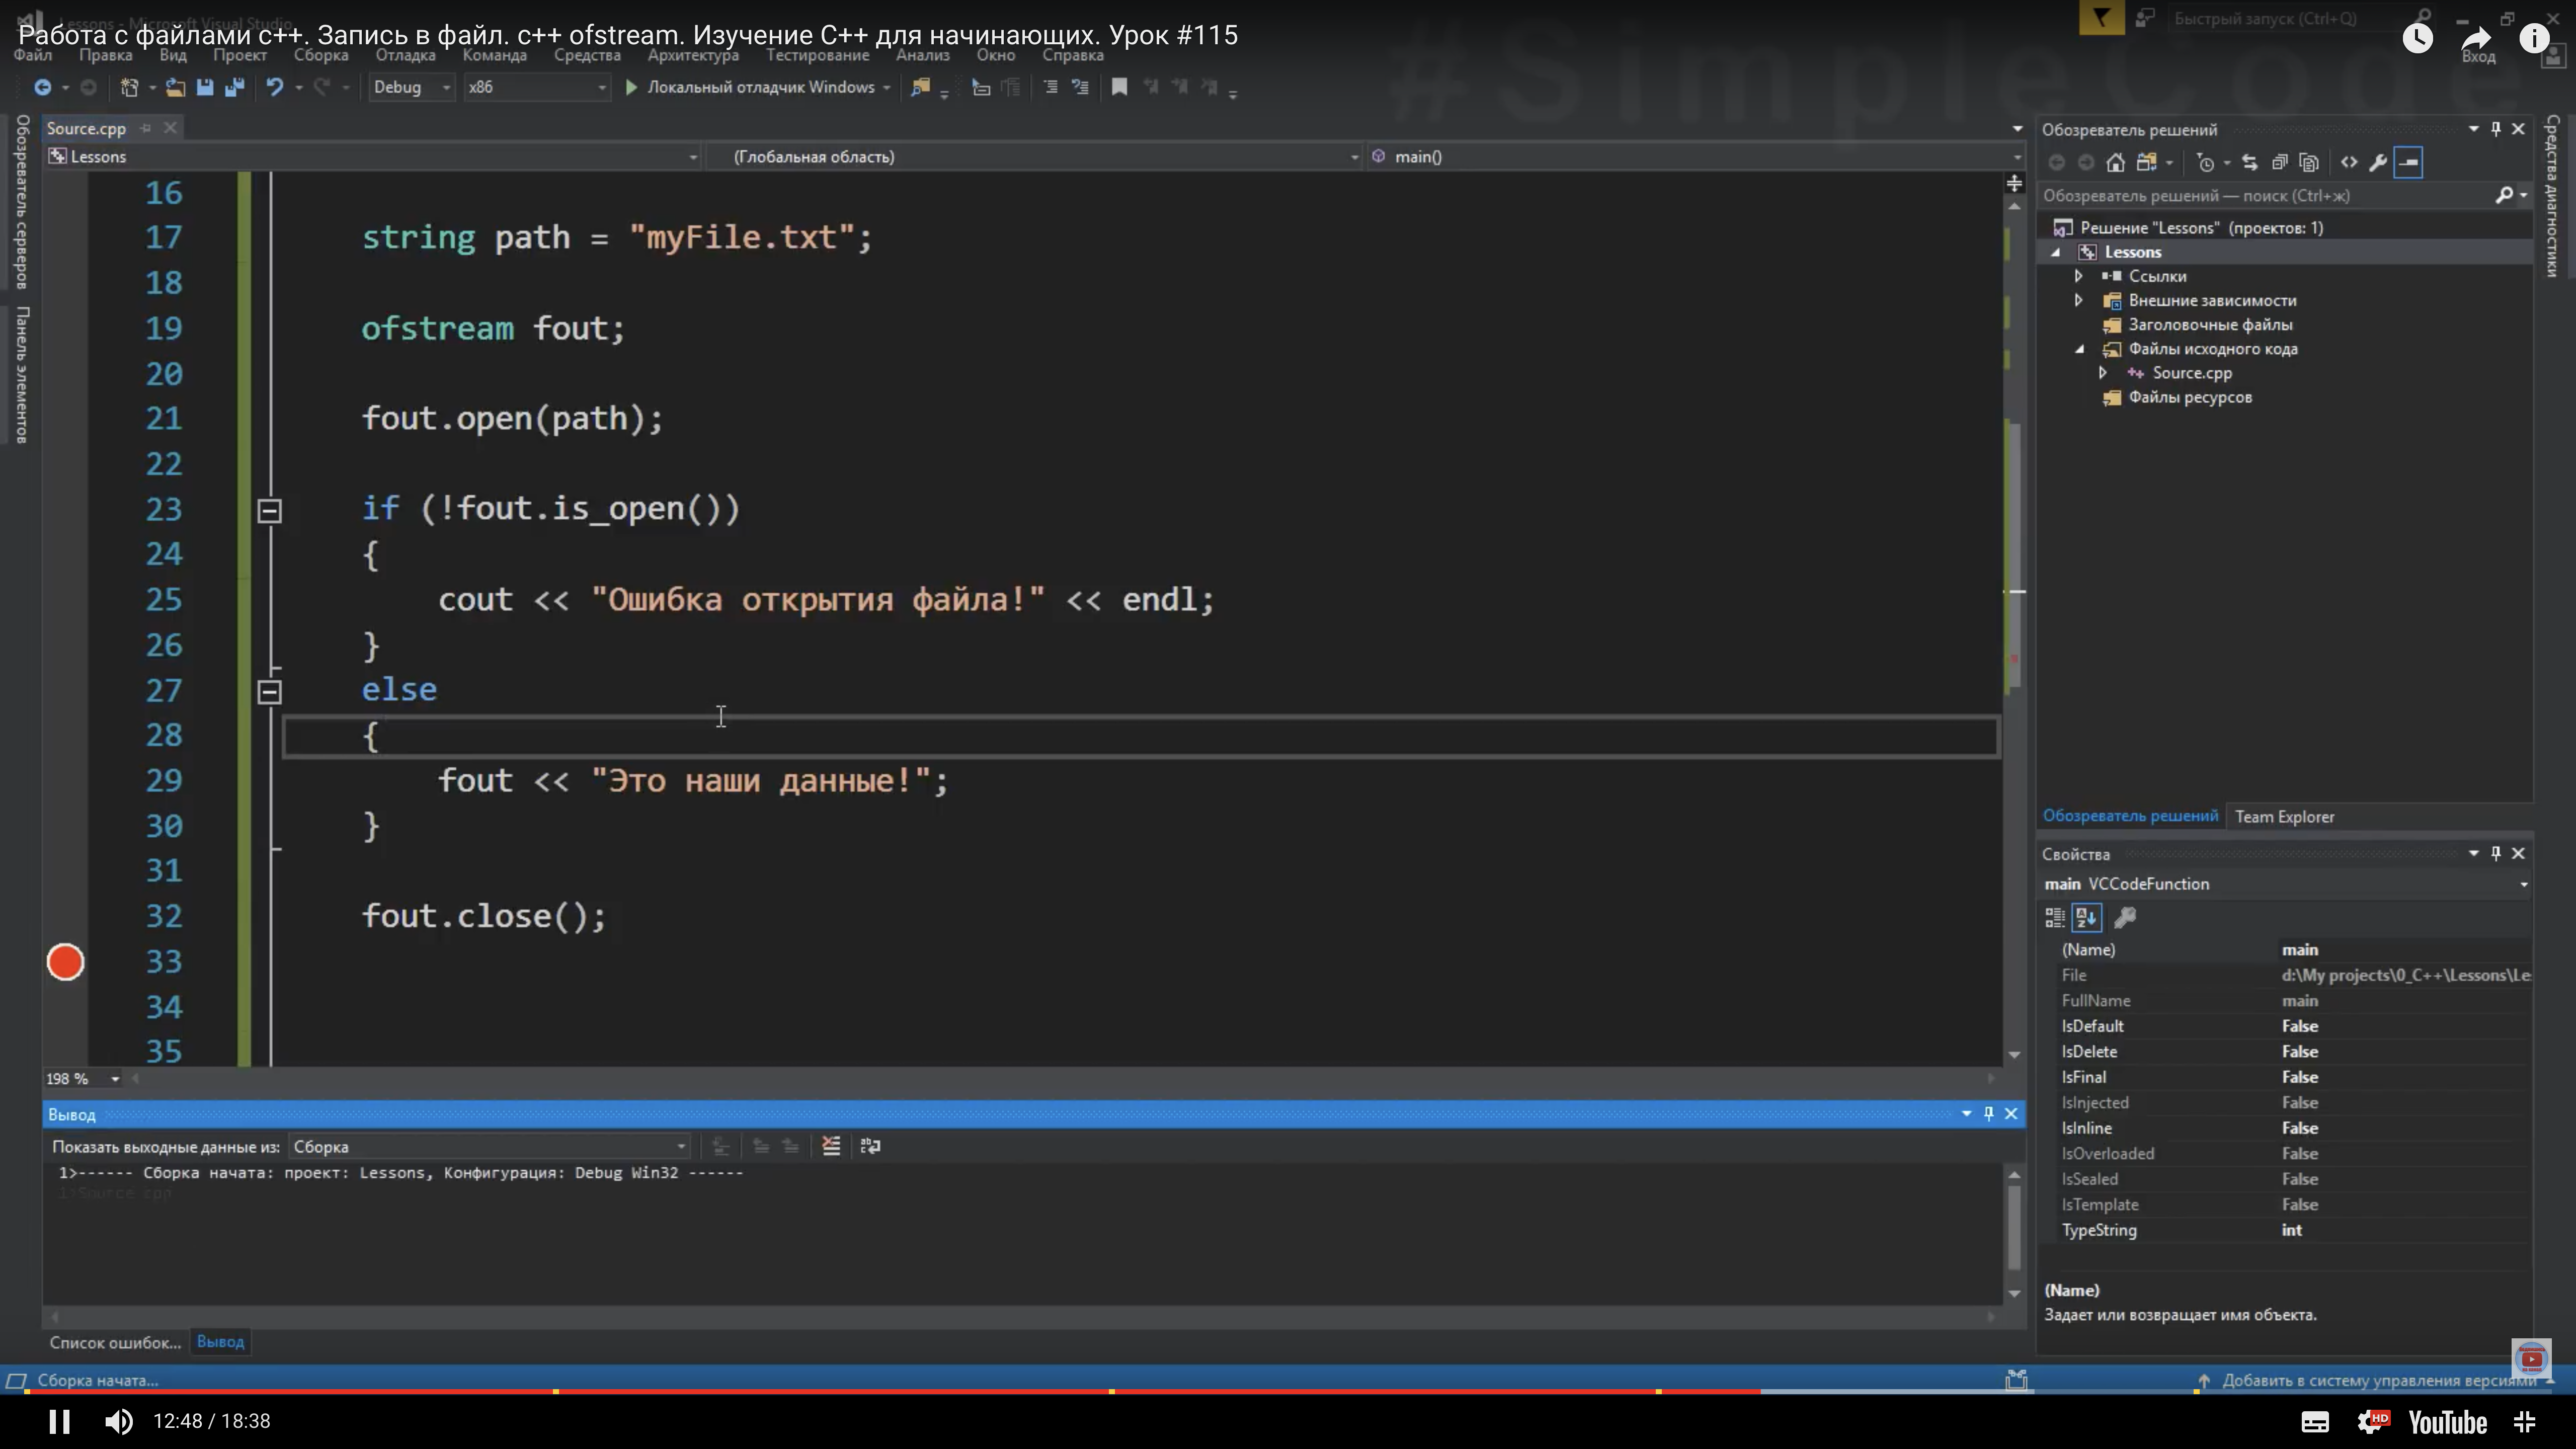 Lessons - Microsoft Visual Studio
Работа с файлами с++. Запись в файл. с++ ofstream. Изучение С++ для начинающих. Урок #115
Быстрый запуск (Ctrl+Q)
Файл Правка Вид Проект Сборка Отладка Команда Средства Архитектура Тестирование Анализ Окно Справка
Вход
#SimpleCode
Debug x86 Локальный отладчик Windows
Обозреватель серверов
Панель элементов
Source.cpp
Lessons (Глобальная область) main()
16
17 string path = "myFile.txt";
18
19 ofstream fout;
20
21 fout.open(path);
22
23 if (!fout.is_open())
24 {
25 cout << "Ошибка открытия файла!" << endl;
26 }
27 else
28 {
29 fout << "Это наши данные!";
30 }
31
32 fout.close();
33
34
35
198 %
Вывод
Показать выходные данные из: Сборка
1>------ Сборка начата: проект: Lessons, Конфигурация: Debug Win32 ------
1>Source.cpp
Список ошибок... Вывод
Обозреватель решений
Обозреватель решений — поиск (Ctrl+ж)
Решение "Lessons" (проектов: 1)
Lessons
Ссылки
Внешние зависимости
Заголовочные файлы
Файлы исходного кода
Source.cpp
Файлы ресурсов
Обозреватель решений Team Explorer
Свойства
main VCCodeFunction
(Name) main
File d:\My projects\0_C++\Lessons\Le
FullName main
IsDefault False
IsDelete False
IsFinal False
IsInjected False
IsInline False
IsOverloaded False
IsSealed False
IsTemplate False
TypeString int
(Name)
Задает или возвращает имя объекта.
Средства диагностики
Сборка начата... Добавить в систему управления версиями
12:48 / 18:38
HD YouTube